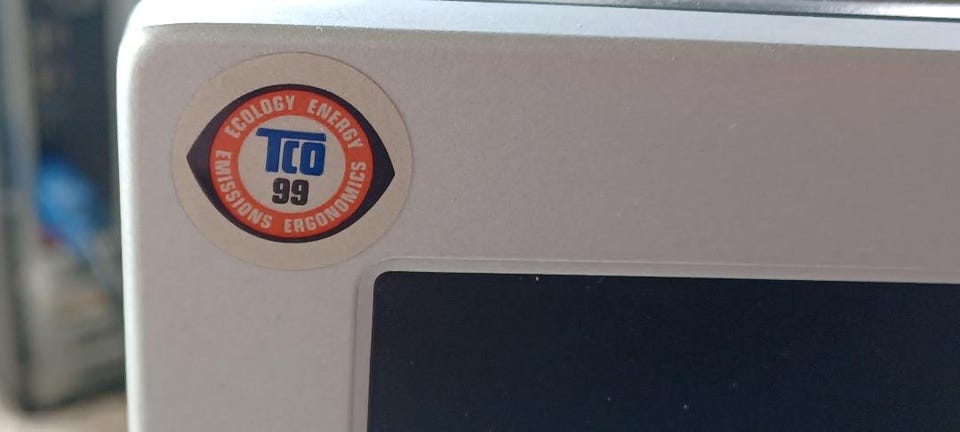 ECOLOGY ENERGY
TCO
99
EMISSIONS ERGONOMICS